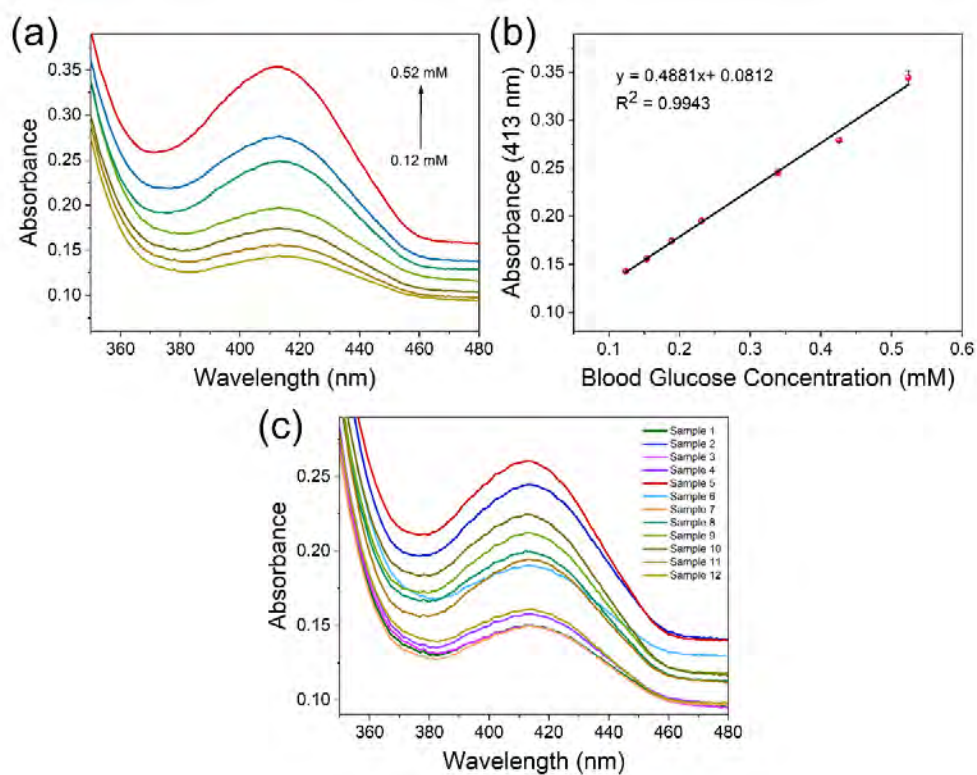 (a)
0.35
0.30
0.25
0.20
0.15
0.10
Absorbance
0.52 mM
0.12 mM
360 380 400 420 440 460 480
Wavelength (nm)
(b)
0.35
0.30
0.25
0.20
0.15
0.10
Absorbance (413 nm)
y = 0.4881x+ 0.0812
R² = 0.9943
0.1 0.2 0.3 0.4 0.5 0.6
Blood Glucose Concentration (mM)
(c)
0.25
0.20
0.15
0.10
Absorbance
Sample 1
Sample 2
Sample 3
Sample 4
Sample 5
Sample 6
Sample 7
Sample 8
Sample 9
Sample 10
Sample 11
Sample 12
360 380 400 420 440 460 480
Wavelength (nm)